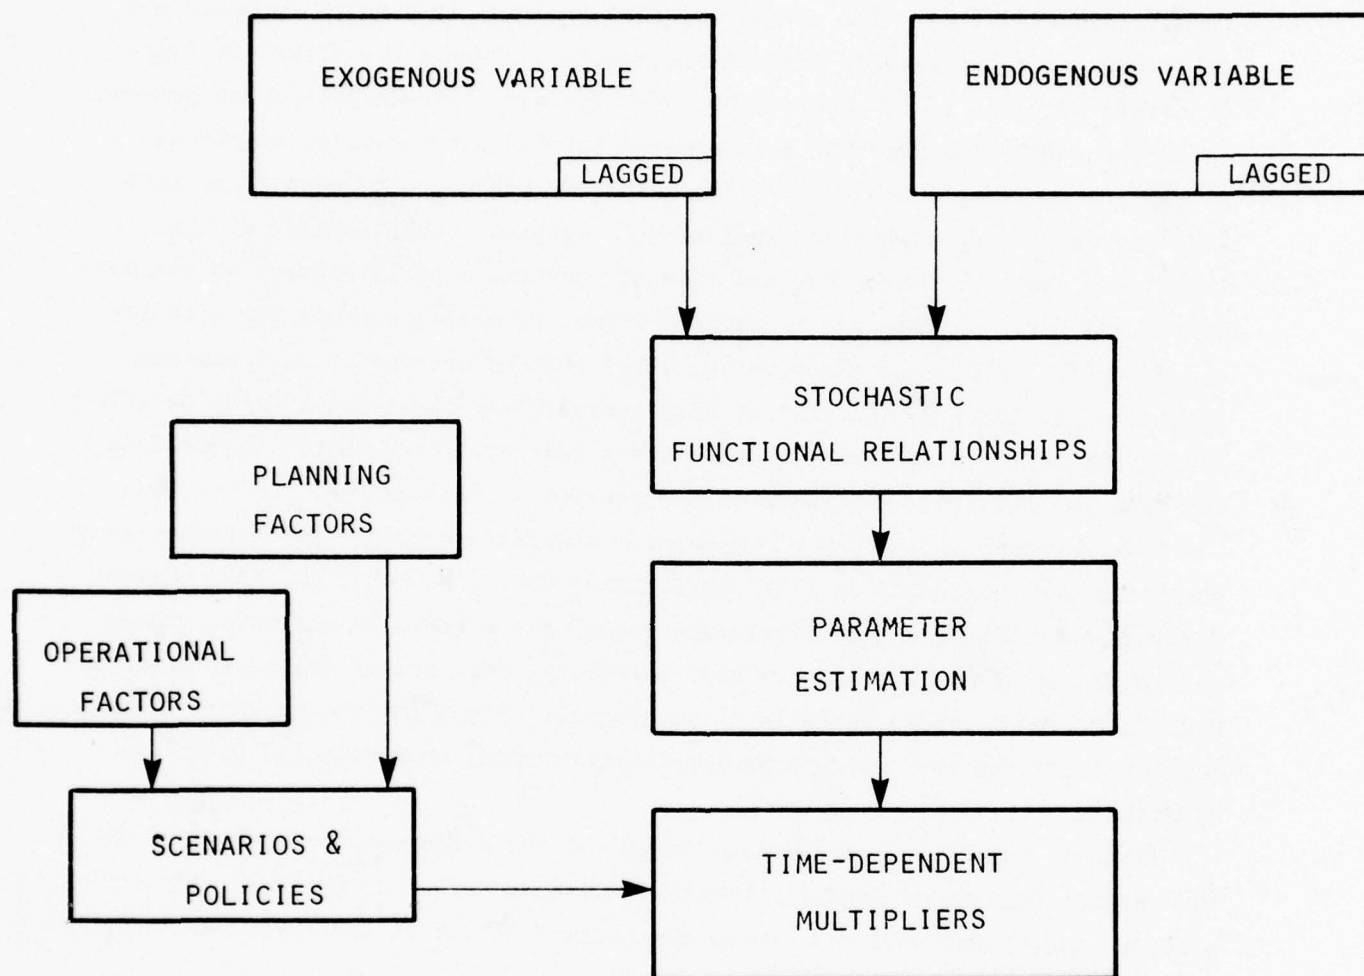 EXOGENOUS VARIABLE
LAGGED
ENDOGENOUS VARIABLE
LAGGED
STOCHASTIC
FUNCTIONAL RELATIONSHIPS
PLANNING
FACTORS
PARAMETER
ESTIMATION
OPERATIONAL
FACTORS
SCENARIOS &
POLICIES
TIME-DEPENDENT
MULTIPLIERS